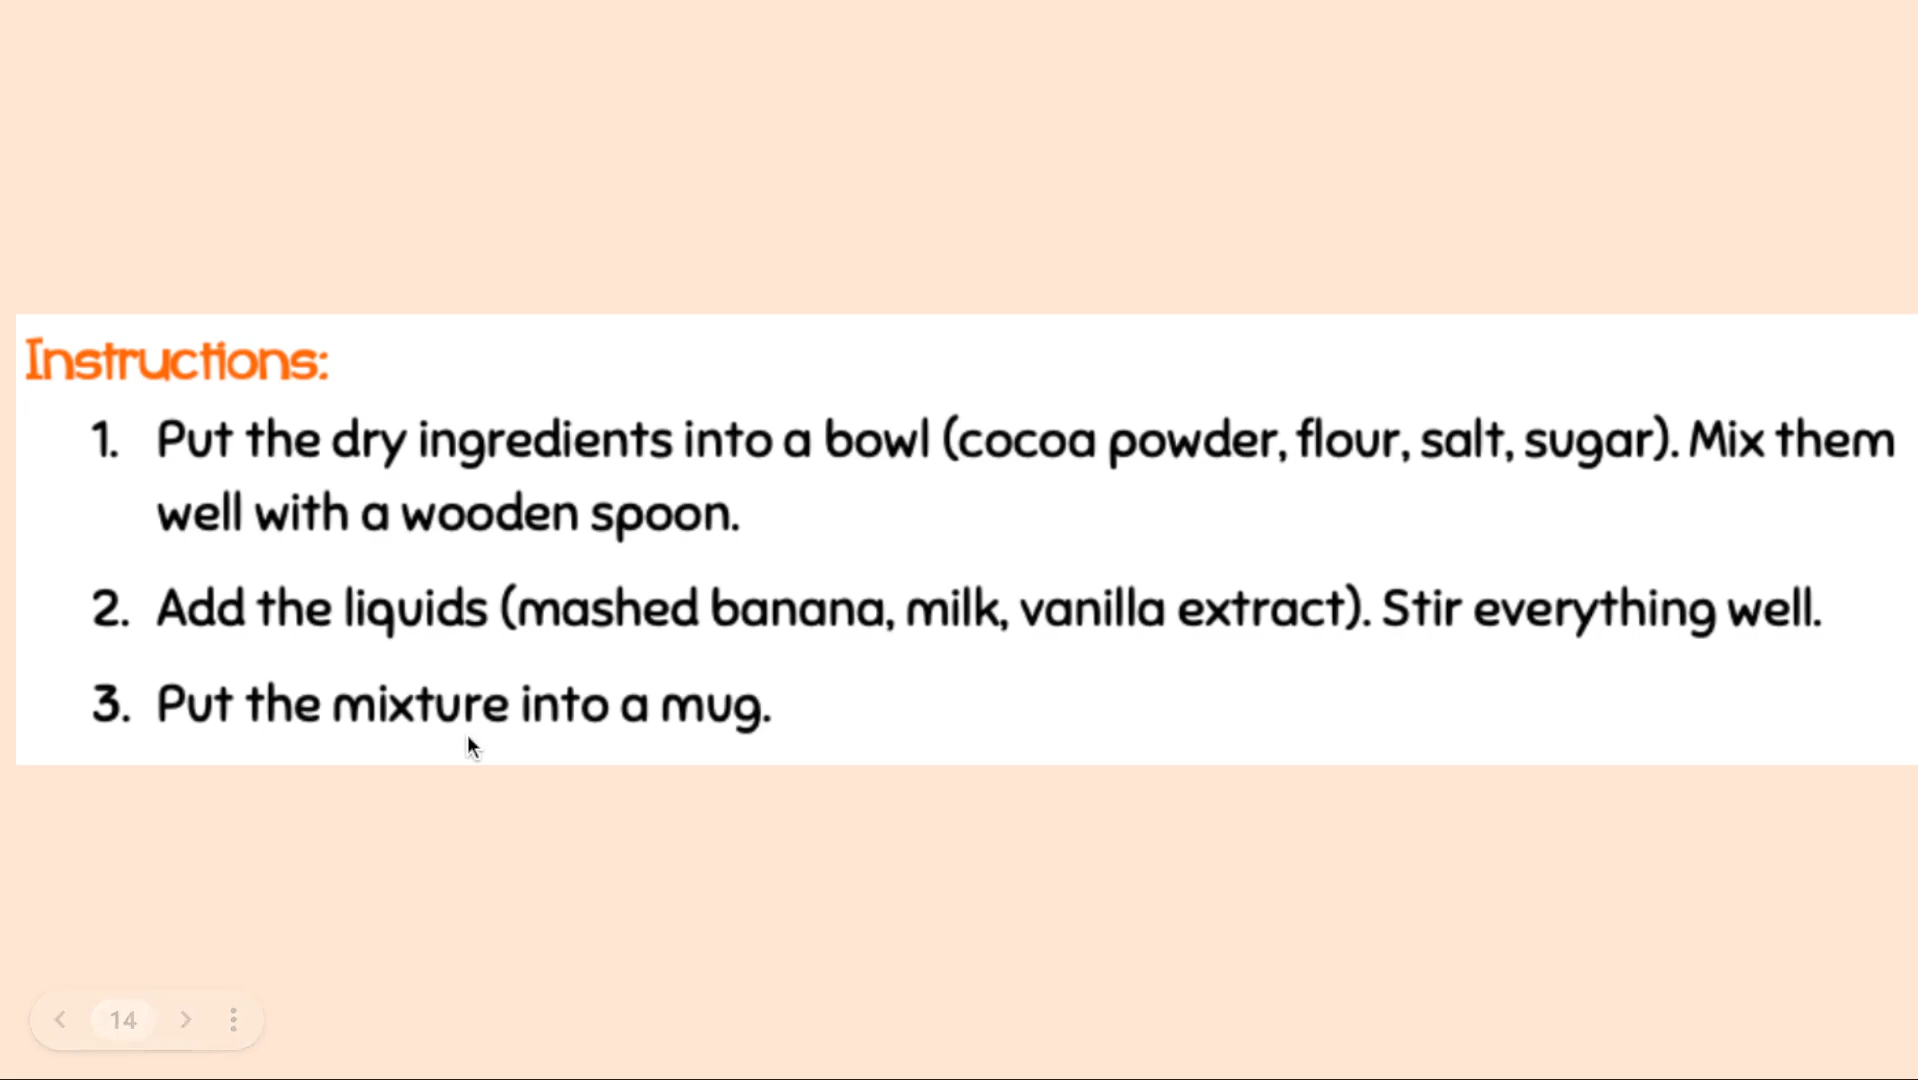 Instructions:
1. Put the dry ingredients into a bowl (cocoa powder, flour, salt, sugar). Mix them
well with a wooden spoon.
2. Add the liquids (mashed banana, milk, vanilla extract). Stir everything well.
3. Put the mixture into a mug.
14